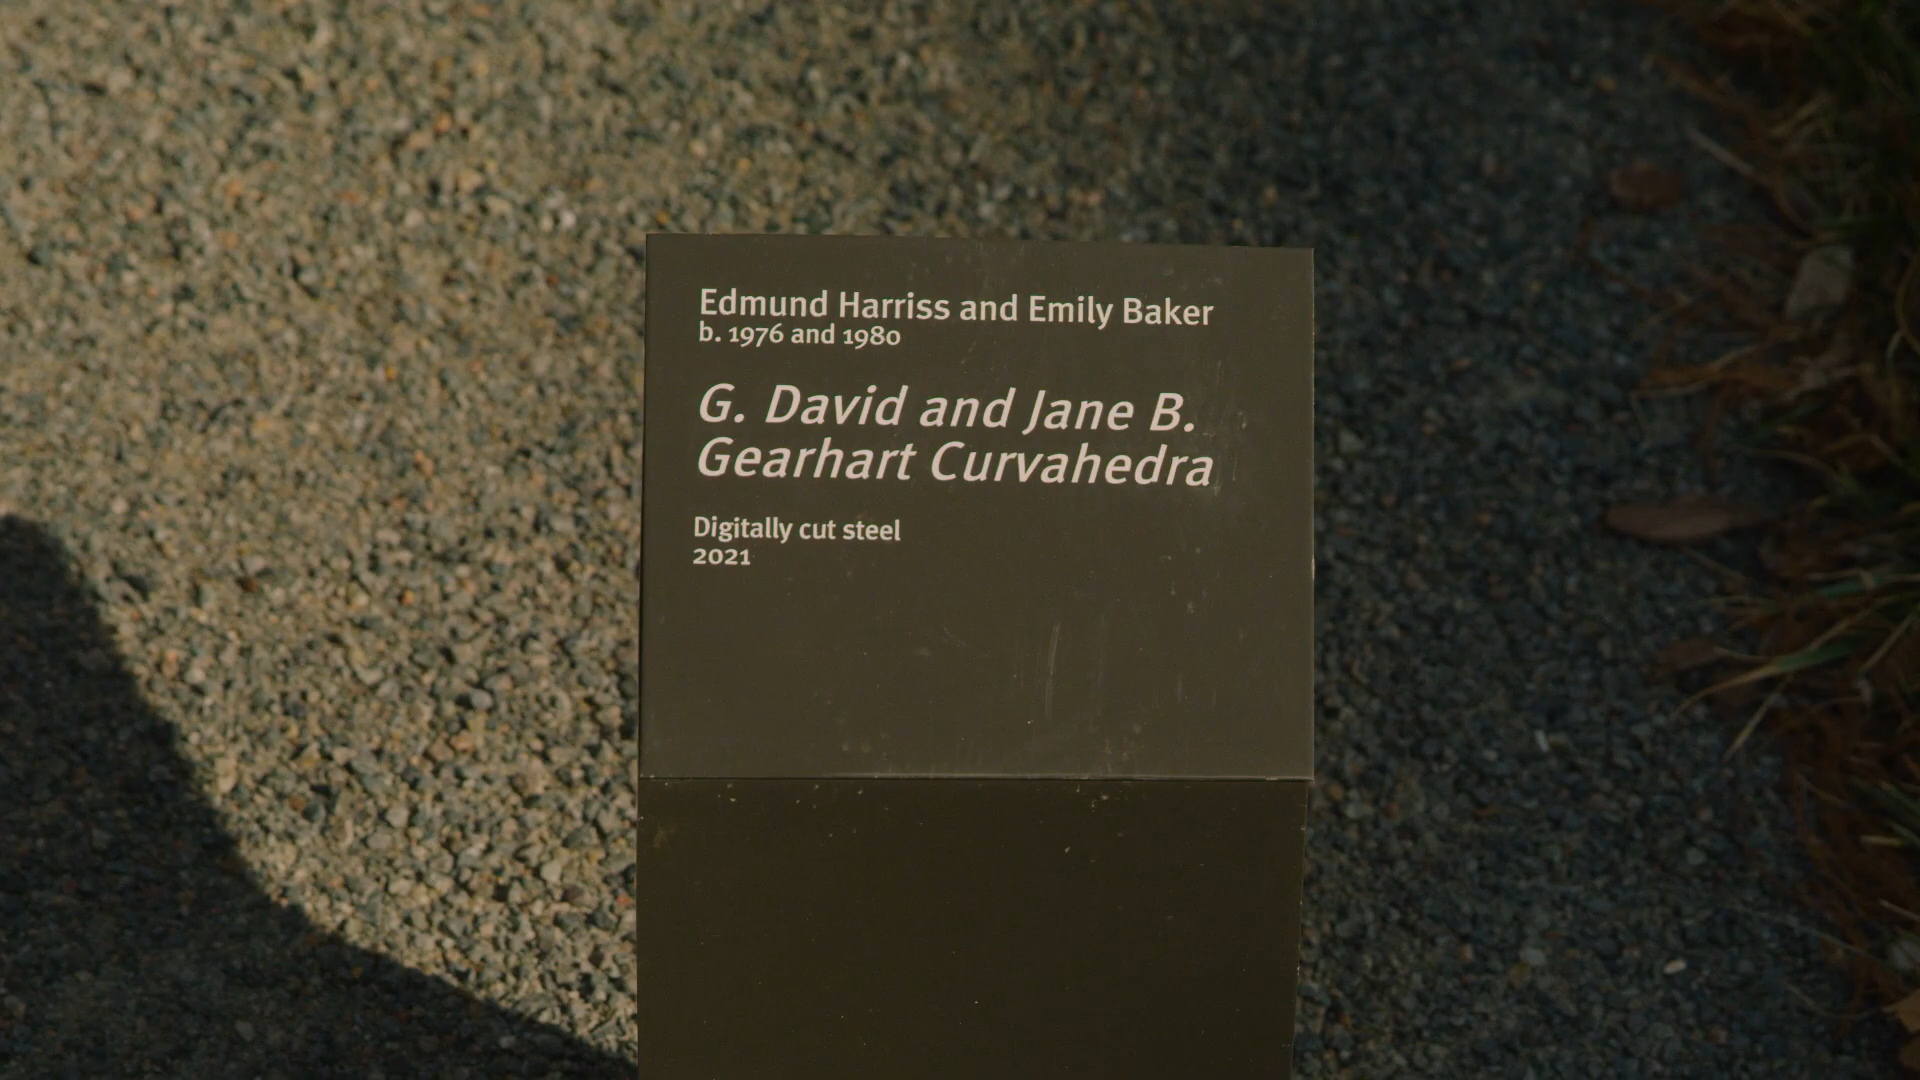 Edmund Harriss and Emily Baker
b. 1976 and 1980
G. David and Jane B.
Gearhart Curvahedra
Digitally cut steel
2021